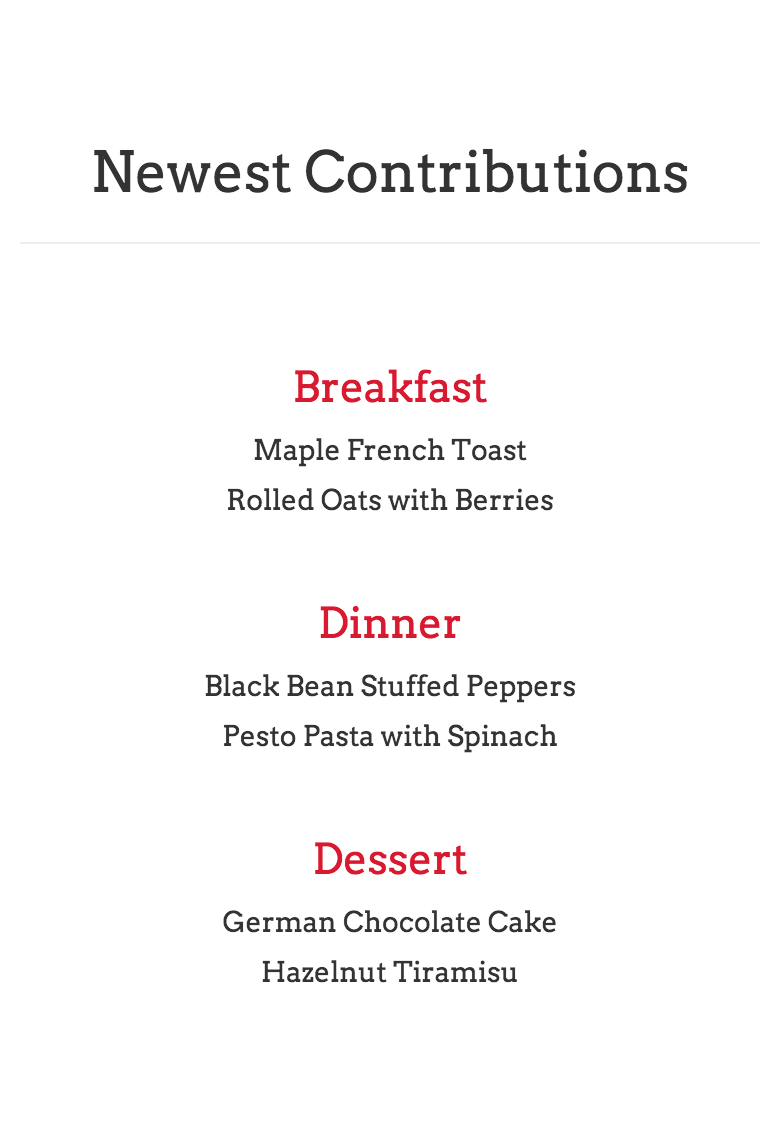 Newest Contributions
Breakfast
Maple French Toast
Rolled Oats with Berries
Dinner
Black Bean Stuffed Peppers
Pesto Pasta with Spinach
Dessert
German Chocolate Cake
Hazelnut Tiramisu